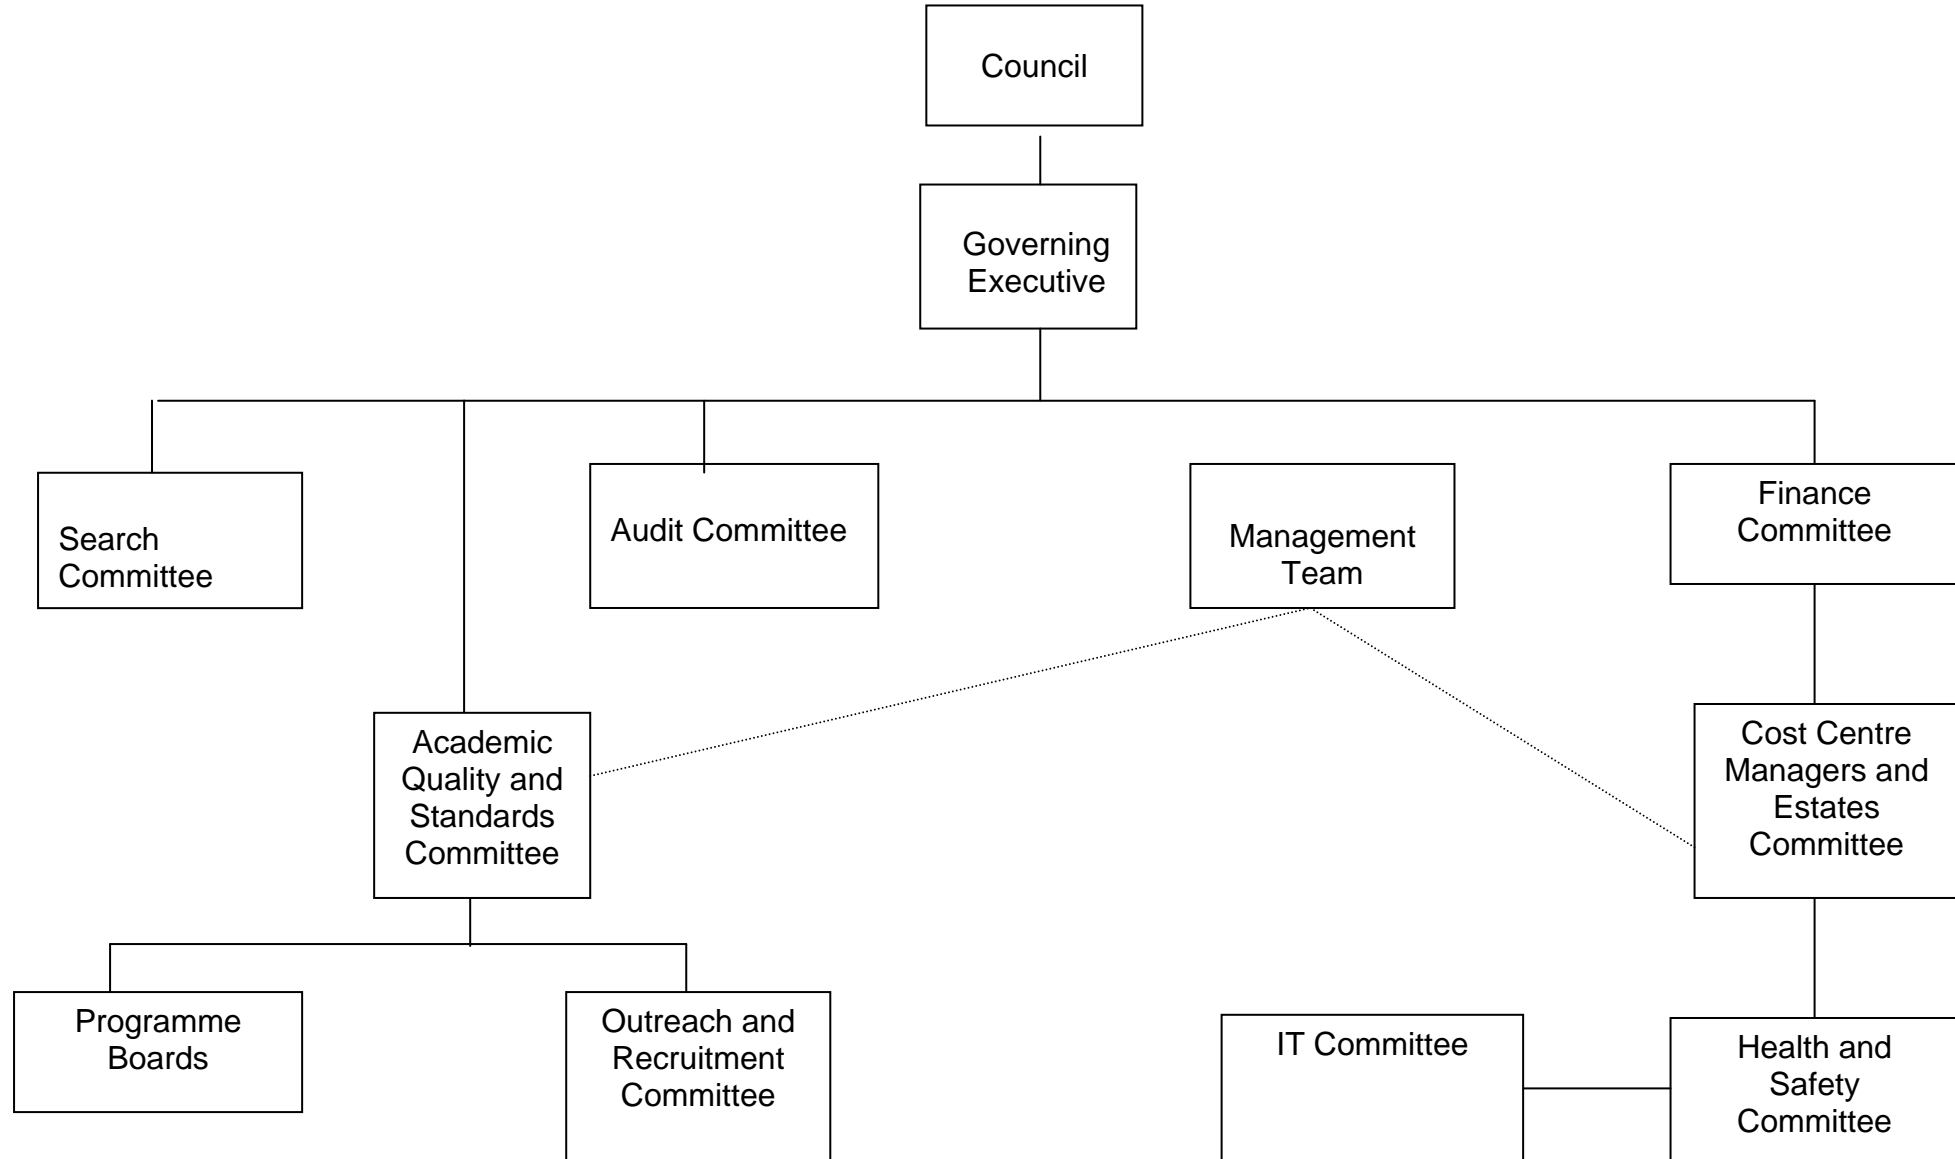 Council
Governing
Executive
Search
Committee
Audit Committee
Management
Team
Finance
Committee
Academic
Quality and
Standards
Committee
Cost Centre
Managers and
Estates
Committee
Programme
Boards
Outreach and
Recruitment
Committee
IT Committee
Health and
Safety
Committee